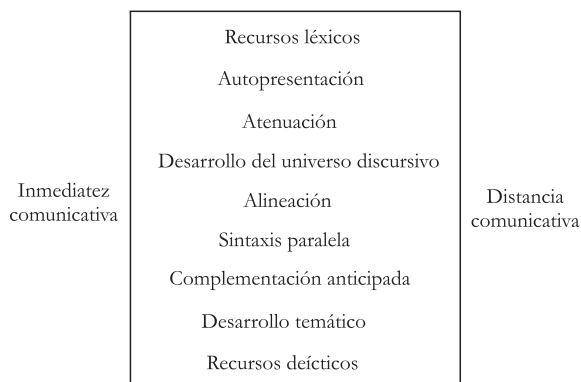 Recursos léxicos
Autopresentación
Atenuación
Desarrollo del universo discursivo
Inmediatez
comunicativa
Alineación
Distancia
comunicativa
Sintaxis paralela
Complementación anticipada
Desarrollo temático
Recursos deícticos